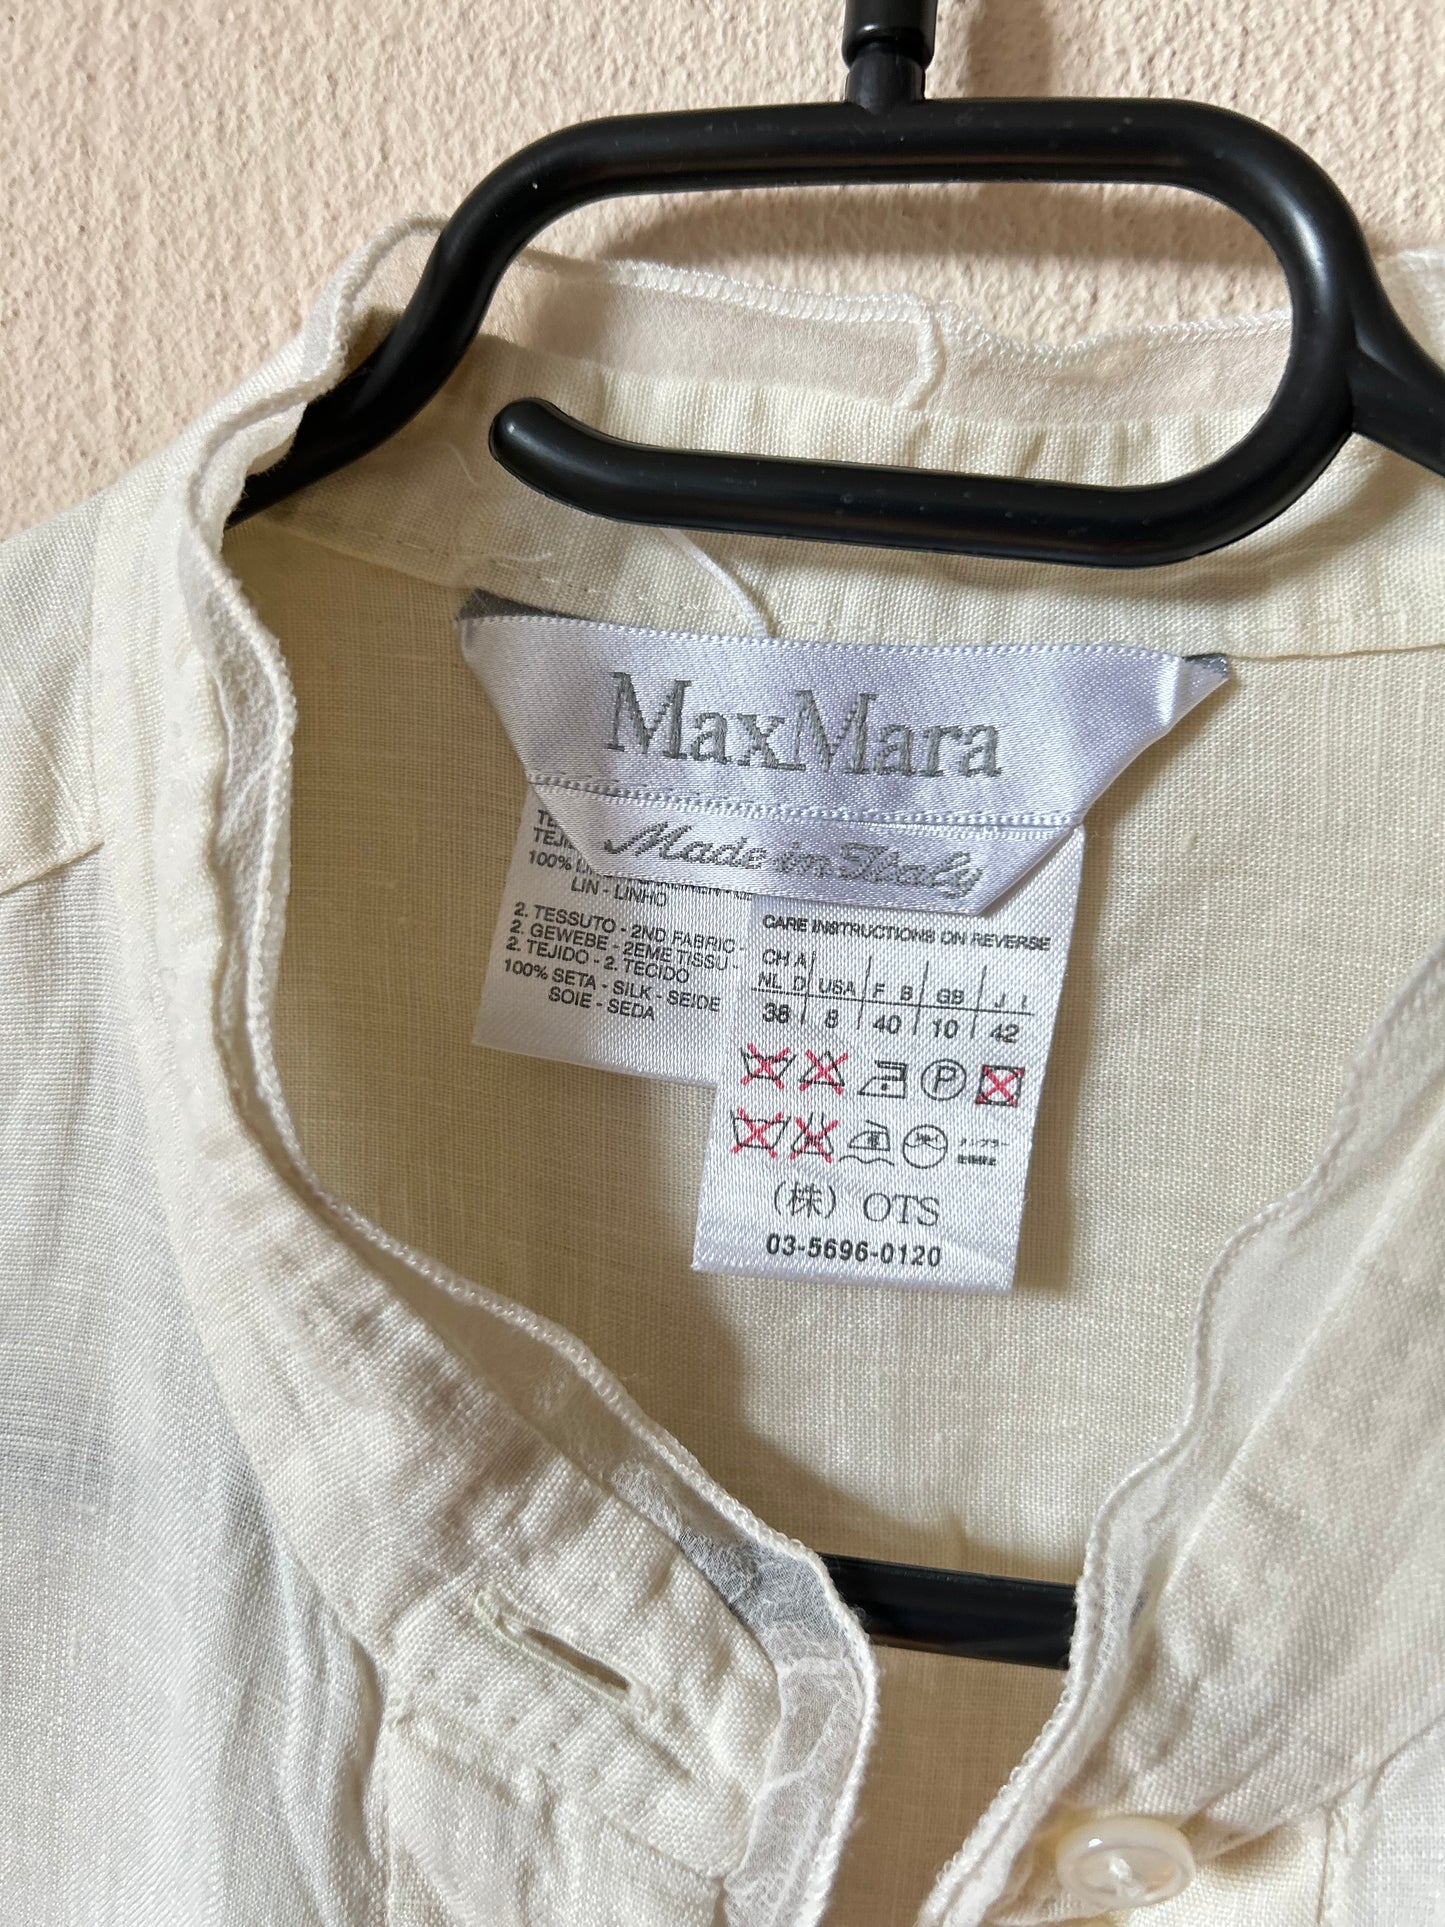 MaxMara
Made in Italy
100%
LIN - LINHO
2. TESSUTO - 2ND FABRIC -
2. GEWEBE - 2EME TISSU -
2. TEJIDO - 2. TECIDO
100% SETA - SILK - SEIDE
SOIE - SEDA
CARE INSTRUCTIONS ON REVERSE
CH A
NL D USA F B GB J I
38 8 40 10 42
P
(株) OTS
03-5696-0120